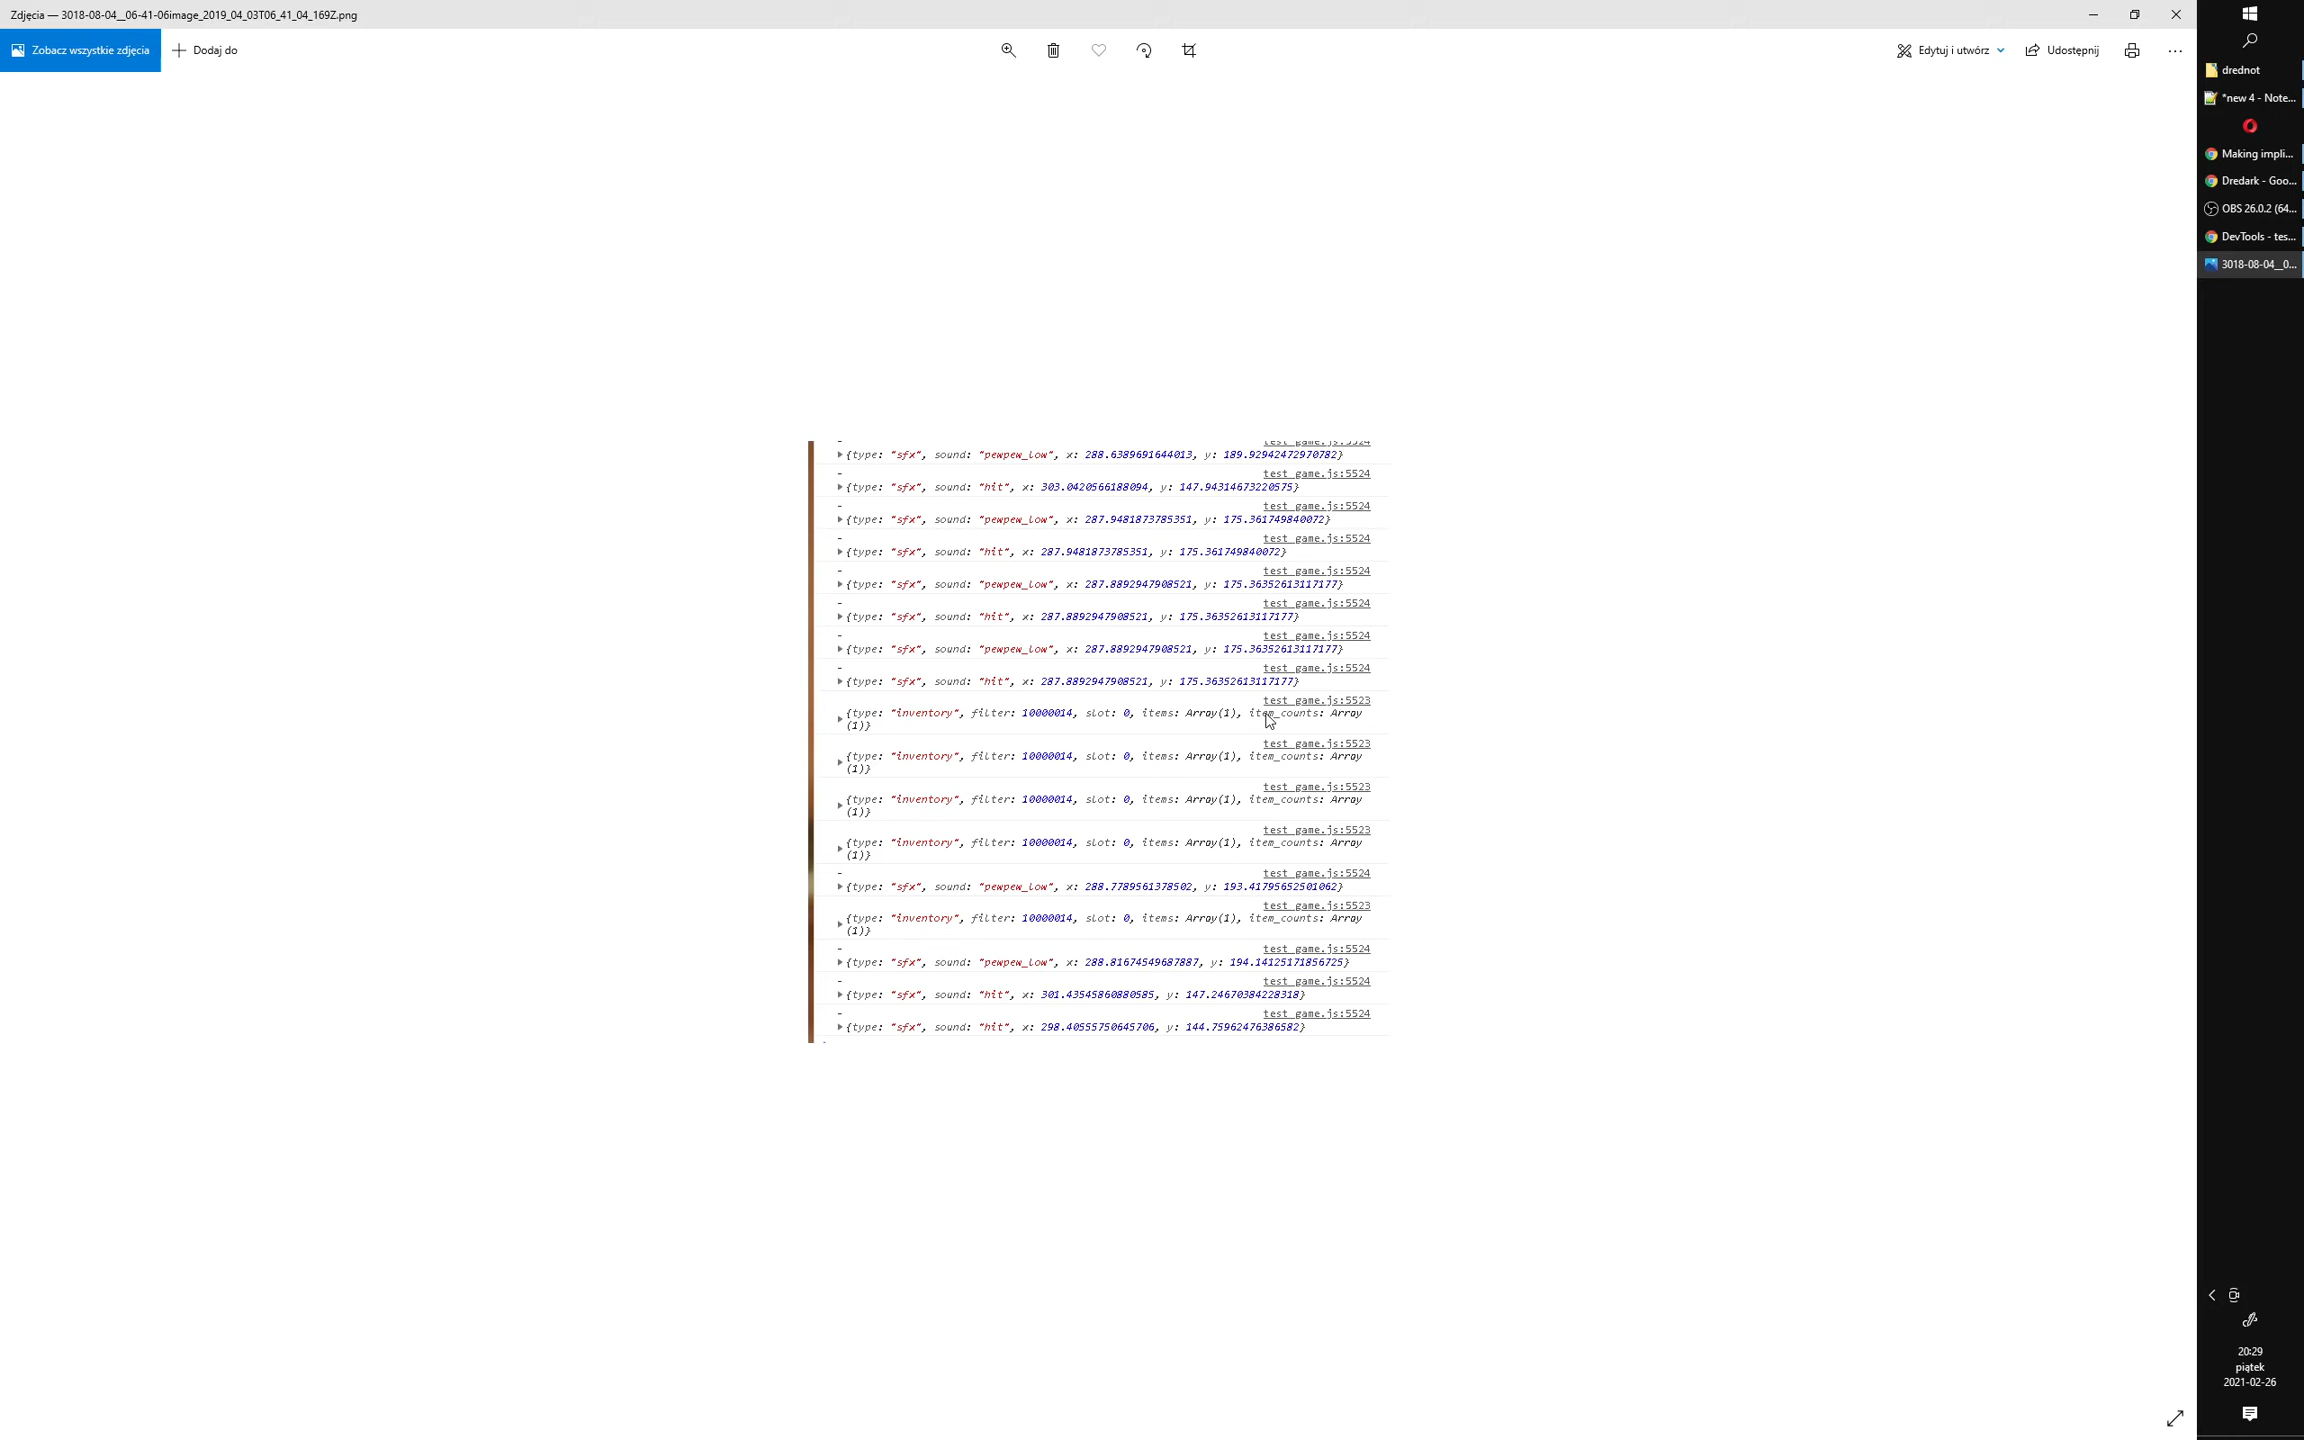 Zdjęcia — 3018-08-04__06-41-06image_2019_04_03T06_41_04_169Z.png
Zobacz wszystkie zdjęcia
Dodaj do
Edytuj i utwórz
Udostępnij
test_game.js:5524
{type: "sfx", sound: "pewpew_low", x: 288.6389691644013, y: 189.92942472970782}
test_game.js:5524
{type: "sfx", sound: "hit", x: 303.0420566188094, y: 147.94314673220575}
test_game.js:5524
{type: "sfx", sound: "pewpew_low", x: 287.9481873785351, y: 175.361749840072}
test_game.js:5524
{type: "sfx", sound: "hit", x: 287.9481873785351, y: 175.361749840072}
test_game.js:5524
{type: "sfx", sound: "pewpew_low", x: 287.8892947908521, y: 175.36352613117177}
test_game.js:5524
{type: "sfx", sound: "hit", x: 287.8892947908521, y: 175.36352613117177}
test_game.js:5524
{type: "sfx", sound: "pewpew_low", x: 287.8892947908521, y: 175.36352613117177}
test_game.js:5524
{type: "sfx", sound: "hit", x: 287.8892947908521, y: 175.36352613117177}
test_game.js:5523
{type: "inventory", filter: 10000014, slot: 0, items: Array(1), item_counts: Array
(1)}
test_game.js:5523
{type: "inventory", filter: 10000014, slot: 0, items: Array(1), item_counts: Array
(1)}
test_game.js:5523
{type: "inventory", filter: 10000014, slot: 0, items: Array(1), item_counts: Array
(1)}
test_game.js:5523
{type: "inventory", filter: 10000014, slot: 0, items: Array(1), item_counts: Array
(1)}
test_game.js:5524
{type: "sfx", sound: "pewpew_low", x: 288.7789561378502, y: 193.41795652501062}
test_game.js:5523
{type: "inventory", filter: 10000014, slot: 0, items: Array(1), item_counts: Array
(1)}
test_game.js:5524
{type: "sfx", sound: "pewpew_low", x: 288.81674549687887, y: 194.14125171856725}
test_game.js:5524
{type: "sfx", sound: "hit", x: 301.43545860880585, y: 147.24670384228318}
test_game.js:5524
{type: "sfx", sound: "hit", x: 298.40555750645706, y: 144.75962476386582}
drednot
*new 4 - Note...
Making impli...
Dredark - Goo...
OBS 26.0.2 (64...
DevTools - tes...
3018-08-04__0...
20:29
piątek
2021-02-26